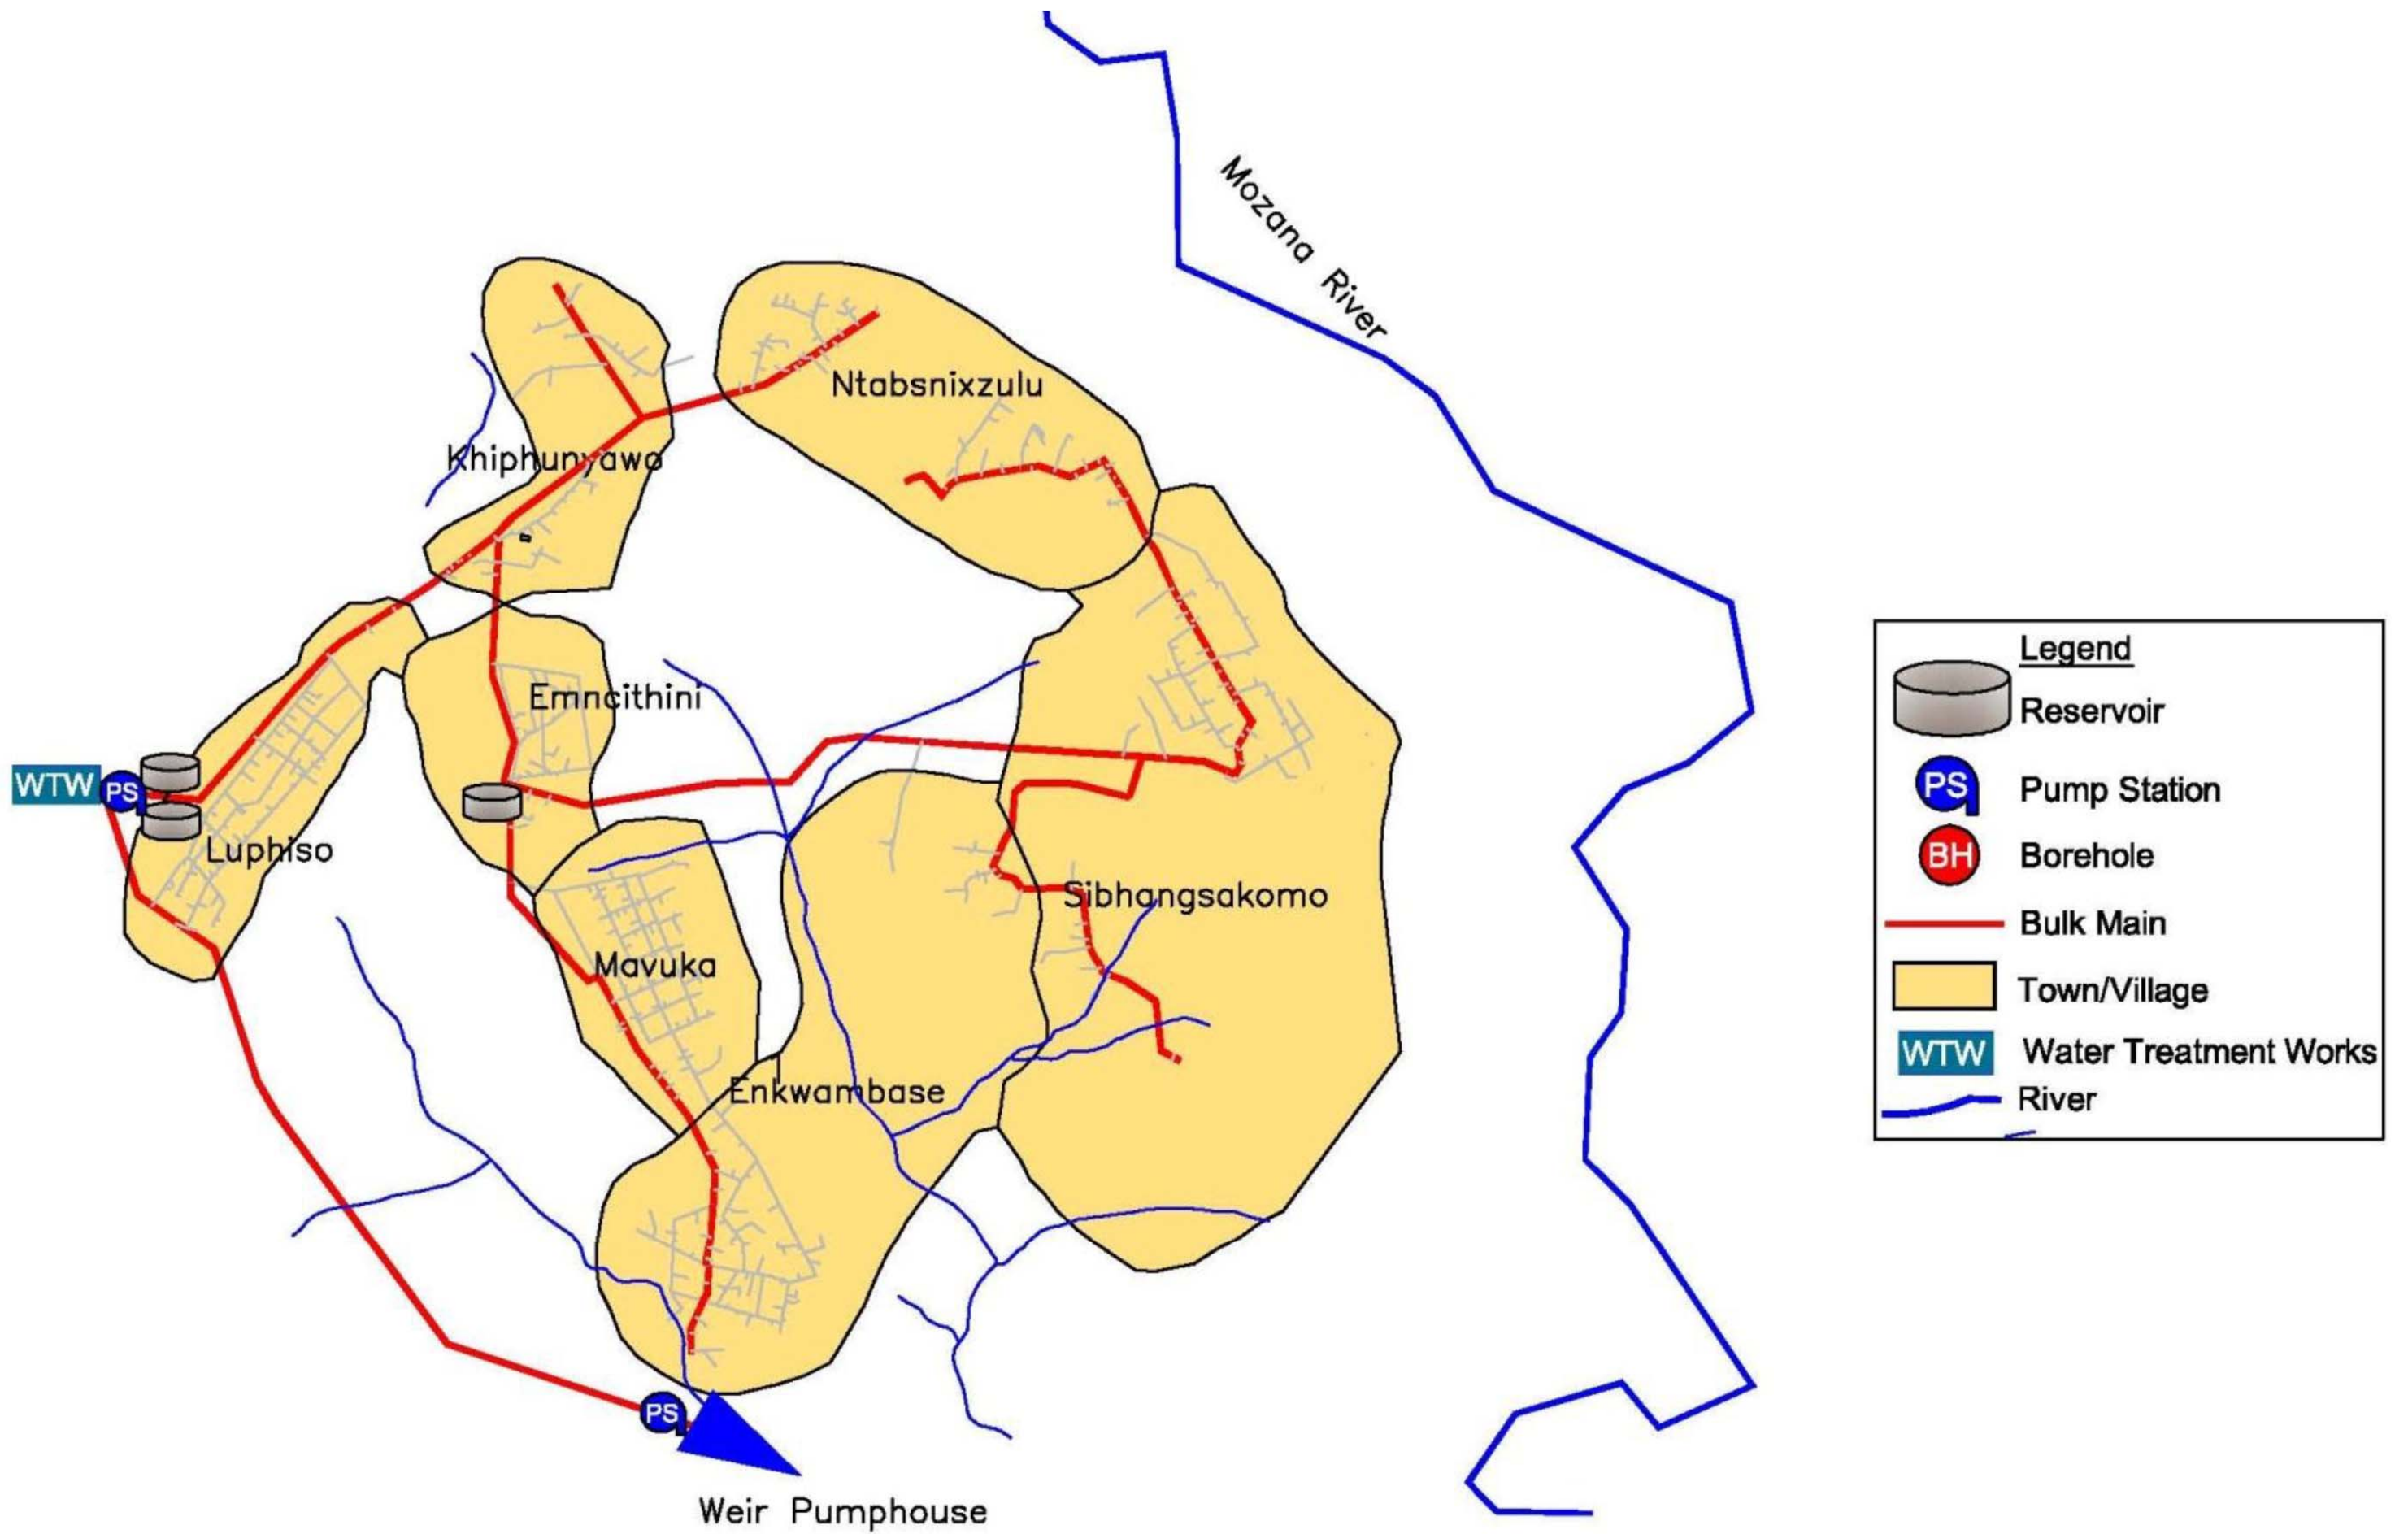 Mozana River
Ntabsnixzulu
Khiphunyawo
Emncithini
WTW
PS
Luphiso
Sibhangsakomo
Mavuka
Enkwambase
PS
Weir Pumphouse
Legend
Reservoir
PS Pump Station
BH Borehole
Bulk Main
Town/Village
WTW Water Treatment Works
River